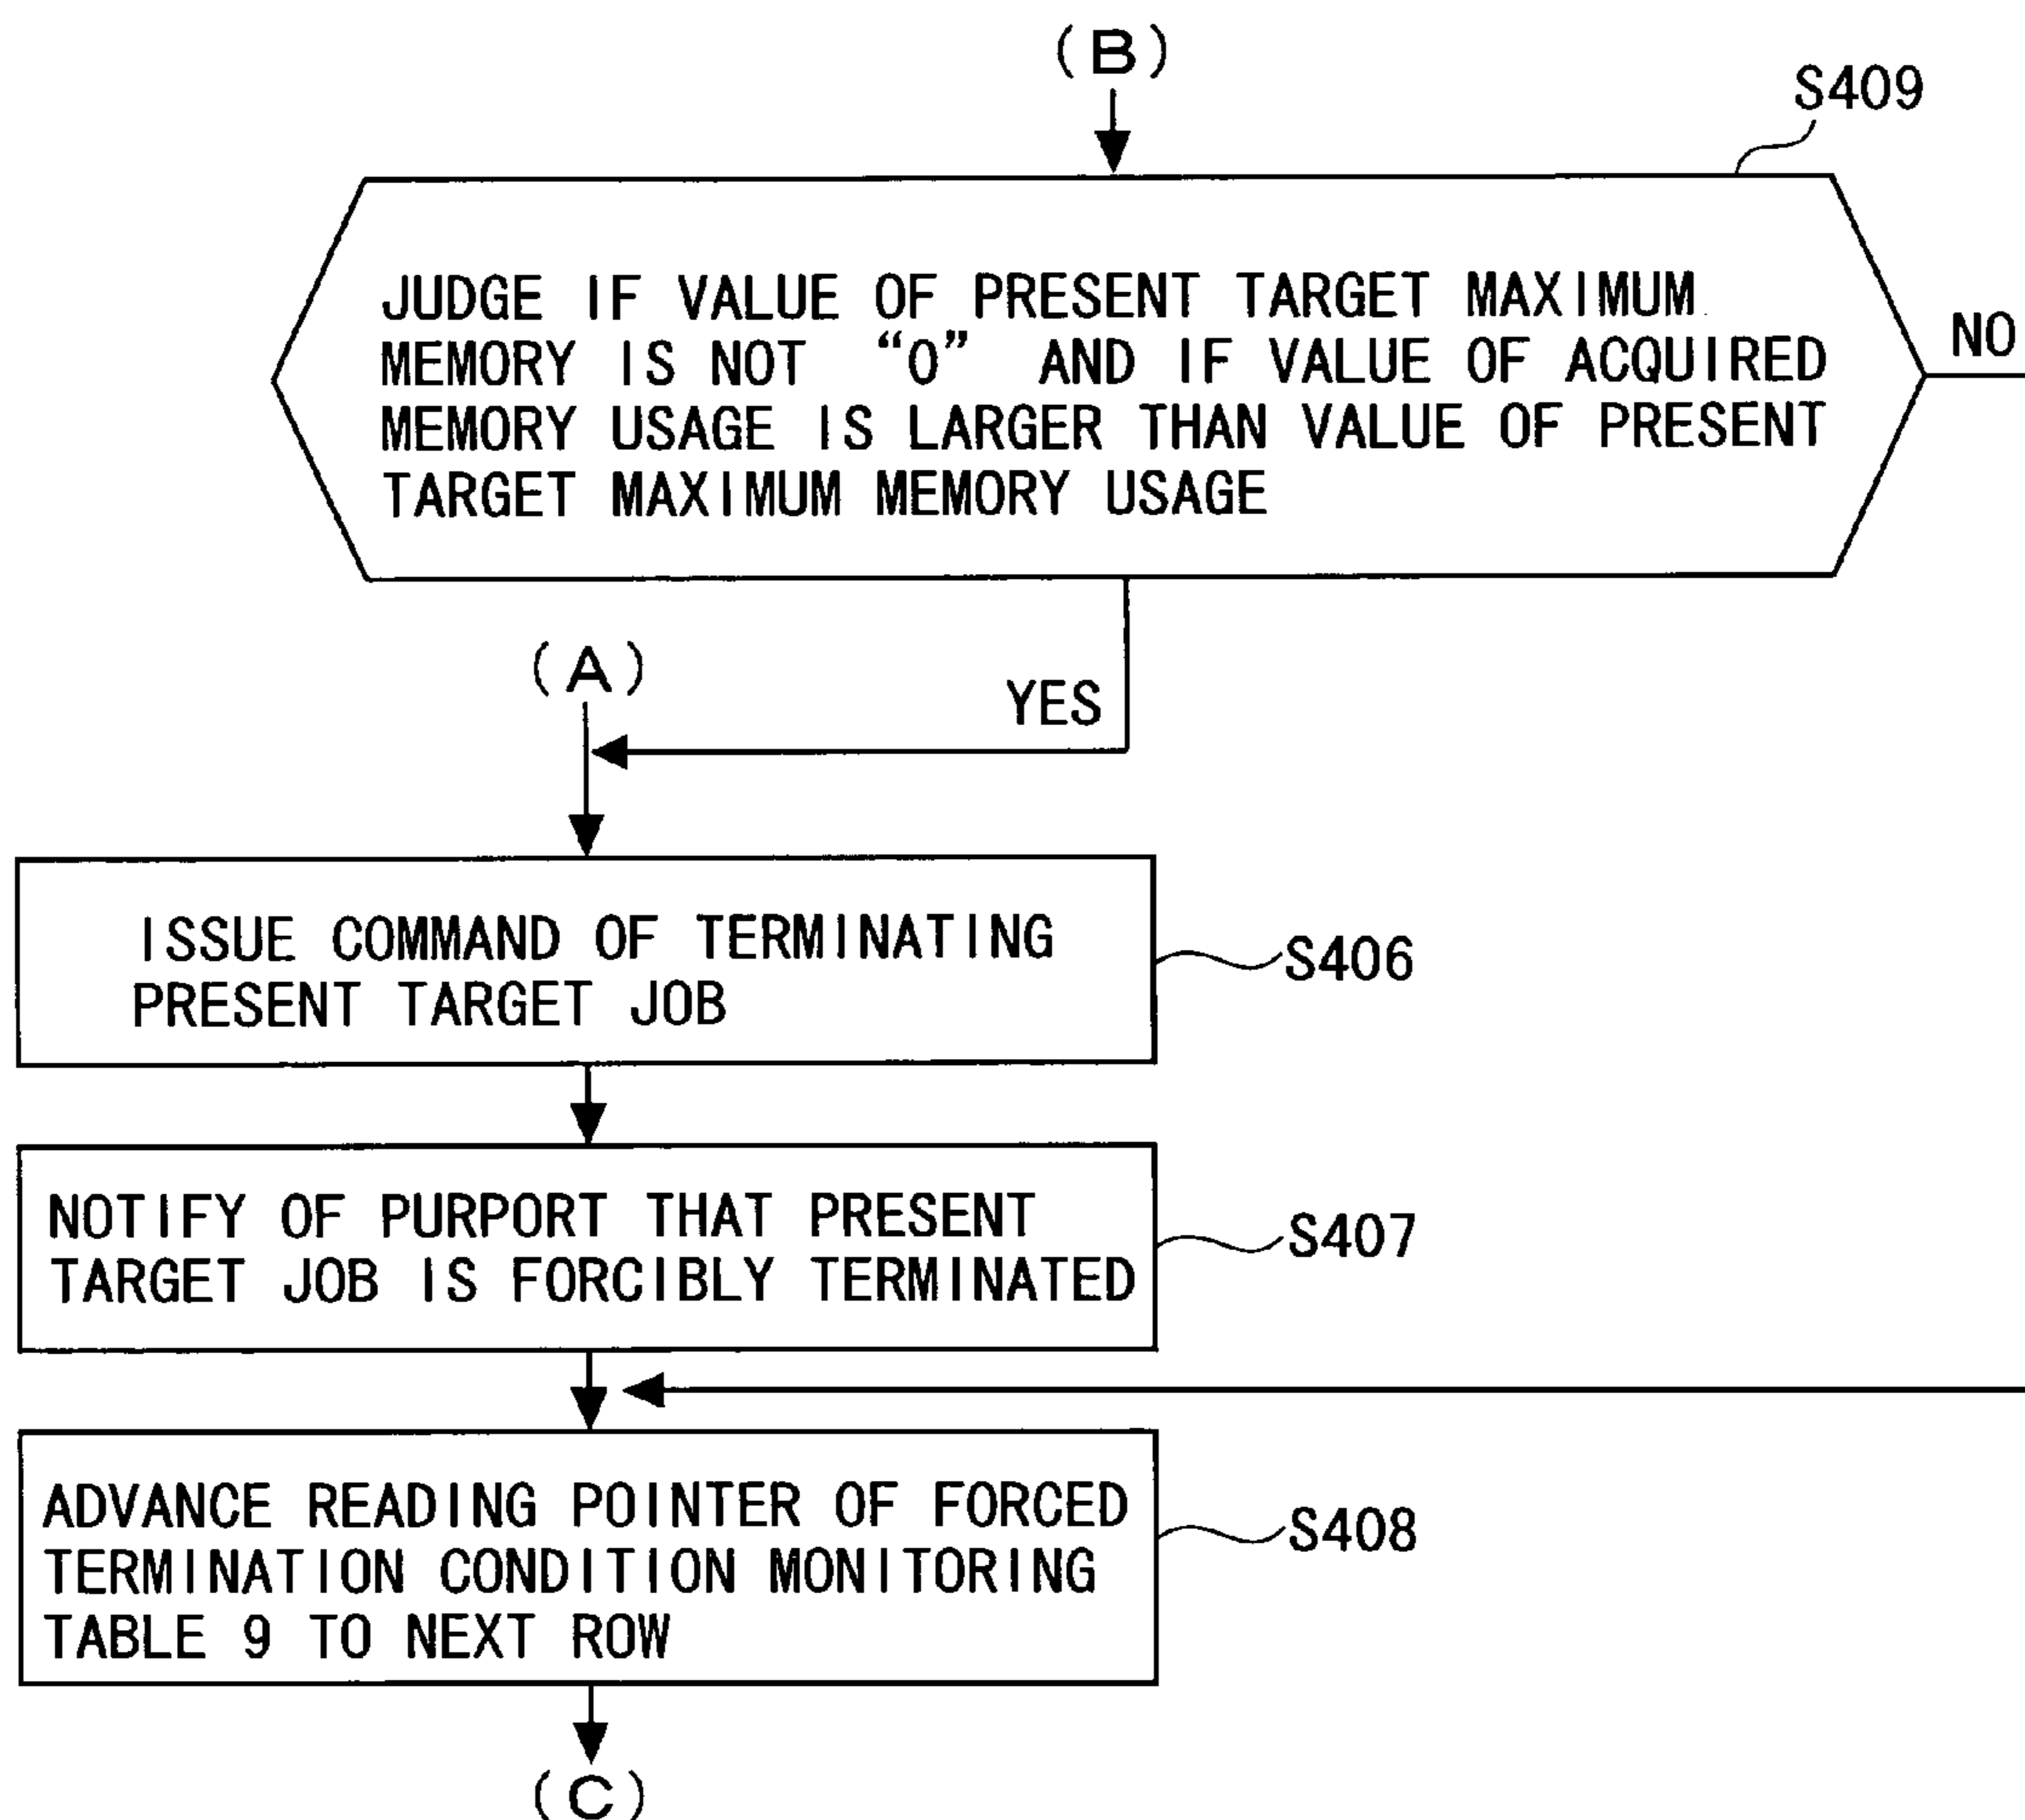 (B)
S409
JUDGE IF VALUE OF PRESENT TARGET MAXIMUM
MEMORY IS NOT "0" AND IF VALUE OF ACQUIRED
MEMORY USAGE IS LARGER THAN VALUE OF PRESENT
TARGET MAXIMUM MEMORY USAGE
NO
(A)
YES
ISSUE COMMAND OF TERMINATING
PRESENT TARGET JOB
S406
NOTIFY OF PURPORT THAT PRESENT
TARGET JOB IS FORCIBLY TERMINATED
S407
ADVANCE READING POINTER OF FORCED
TERMINATION CONDITION MONITORING
TABLE 9 TO NEXT ROW
S408
(C)